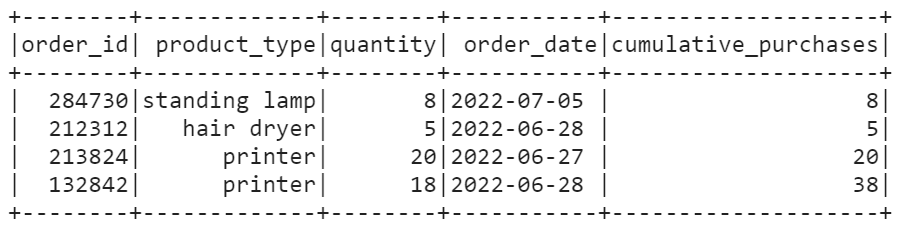 +--------+-------------+--------+-----------+--------------------+
|order_id| product_type|quantity| order_date|cumulative_purchases|
+--------+-------------+--------+-----------+--------------------+
|  284730|standing lamp|       8|2022-07-05 |                   8|
|  212312|   hair dryer|       5|2022-06-28 |                   5|
|  213824|      printer|      20|2022-06-27 |                  20|
|  132842|      printer|      18|2022-06-28 |                  38|
+--------+-------------+--------+-----------+--------------------+